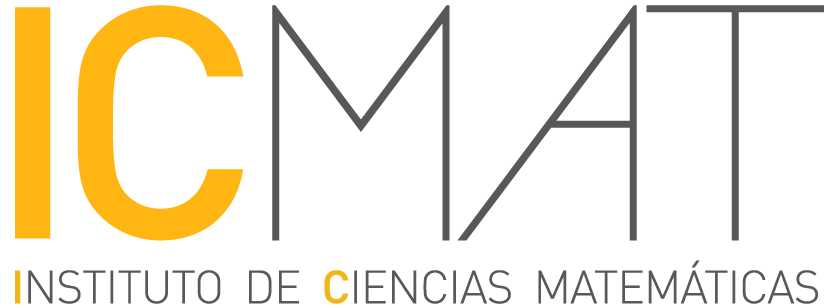 ICMAT
INSTITUTO DE CIENCIAS MATEMÁTICAS